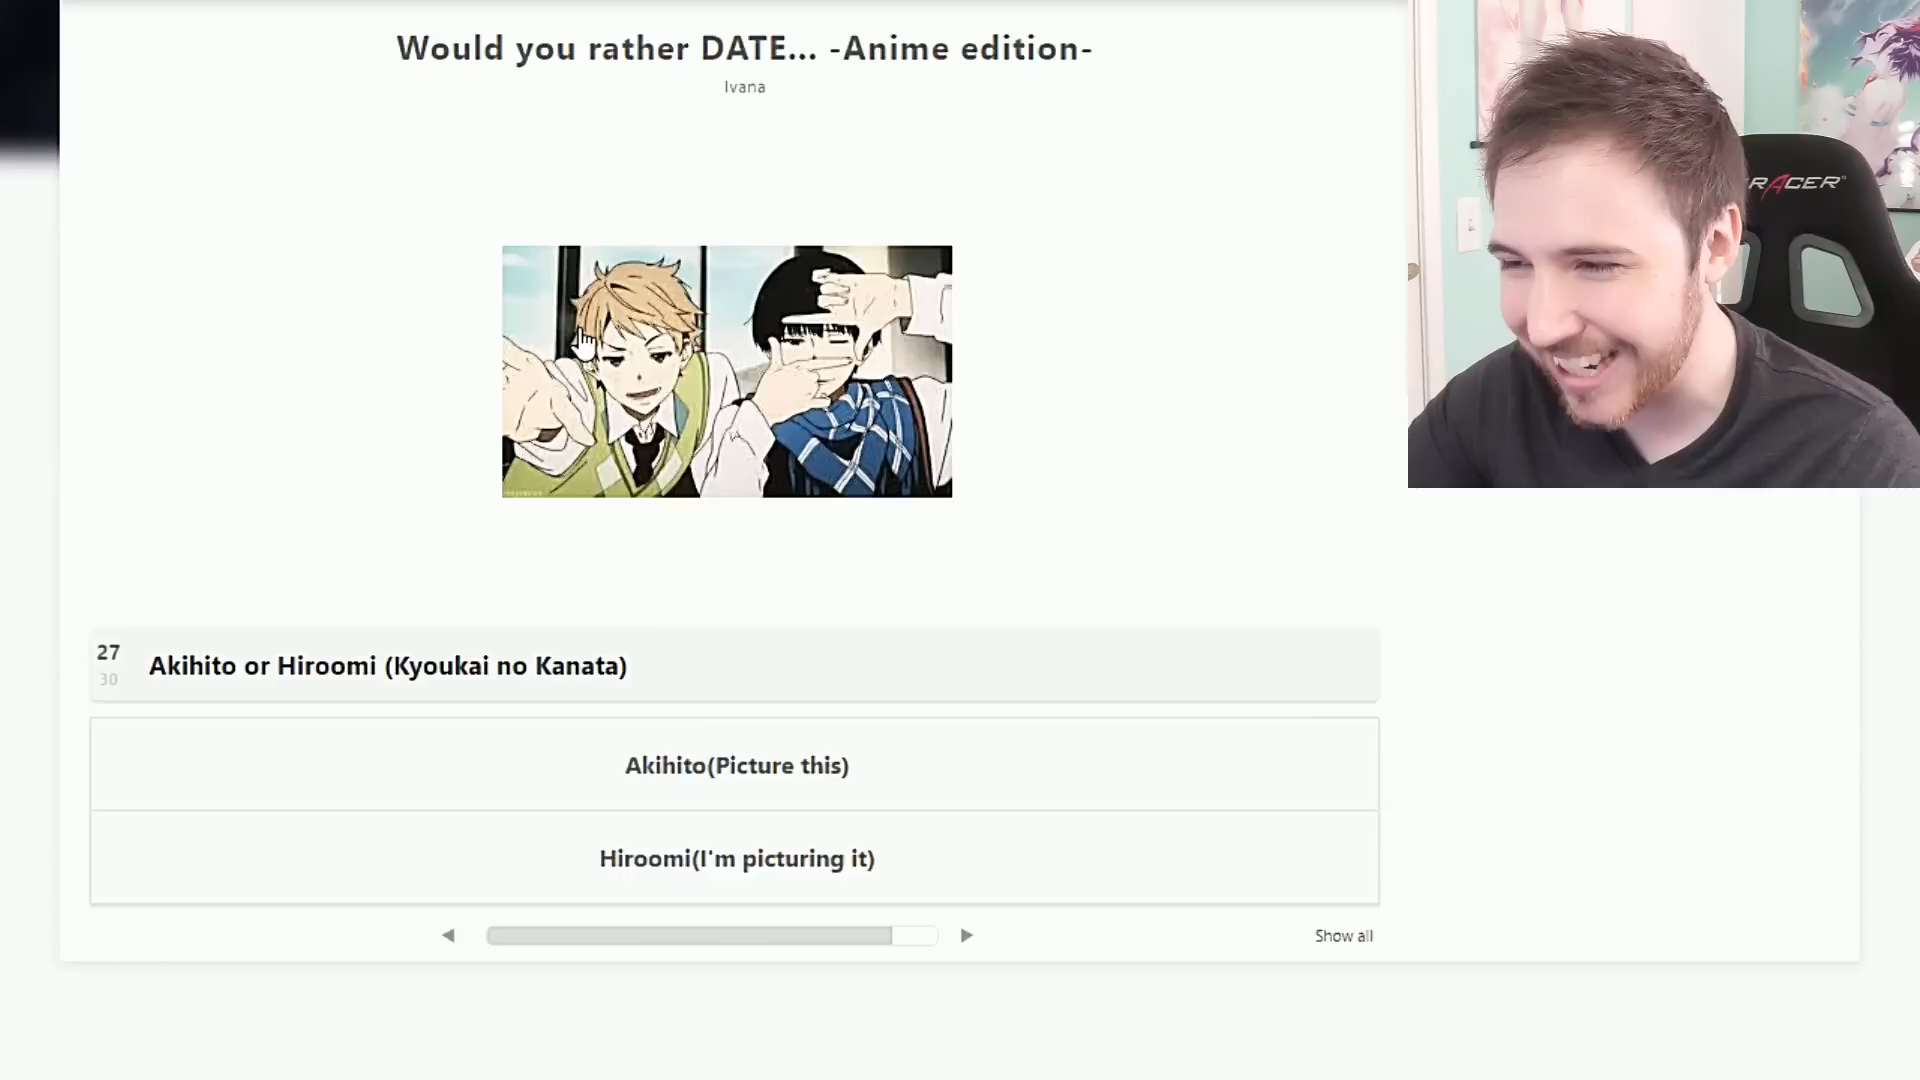 Would you rather DATE... -Anime edition-
Ivana
RACER
27
30
Akihito or Hiroomi (Kyoukai no Kanata)
Akihito(Picture this)
Hiroomi(I'm picturing it)
Show all